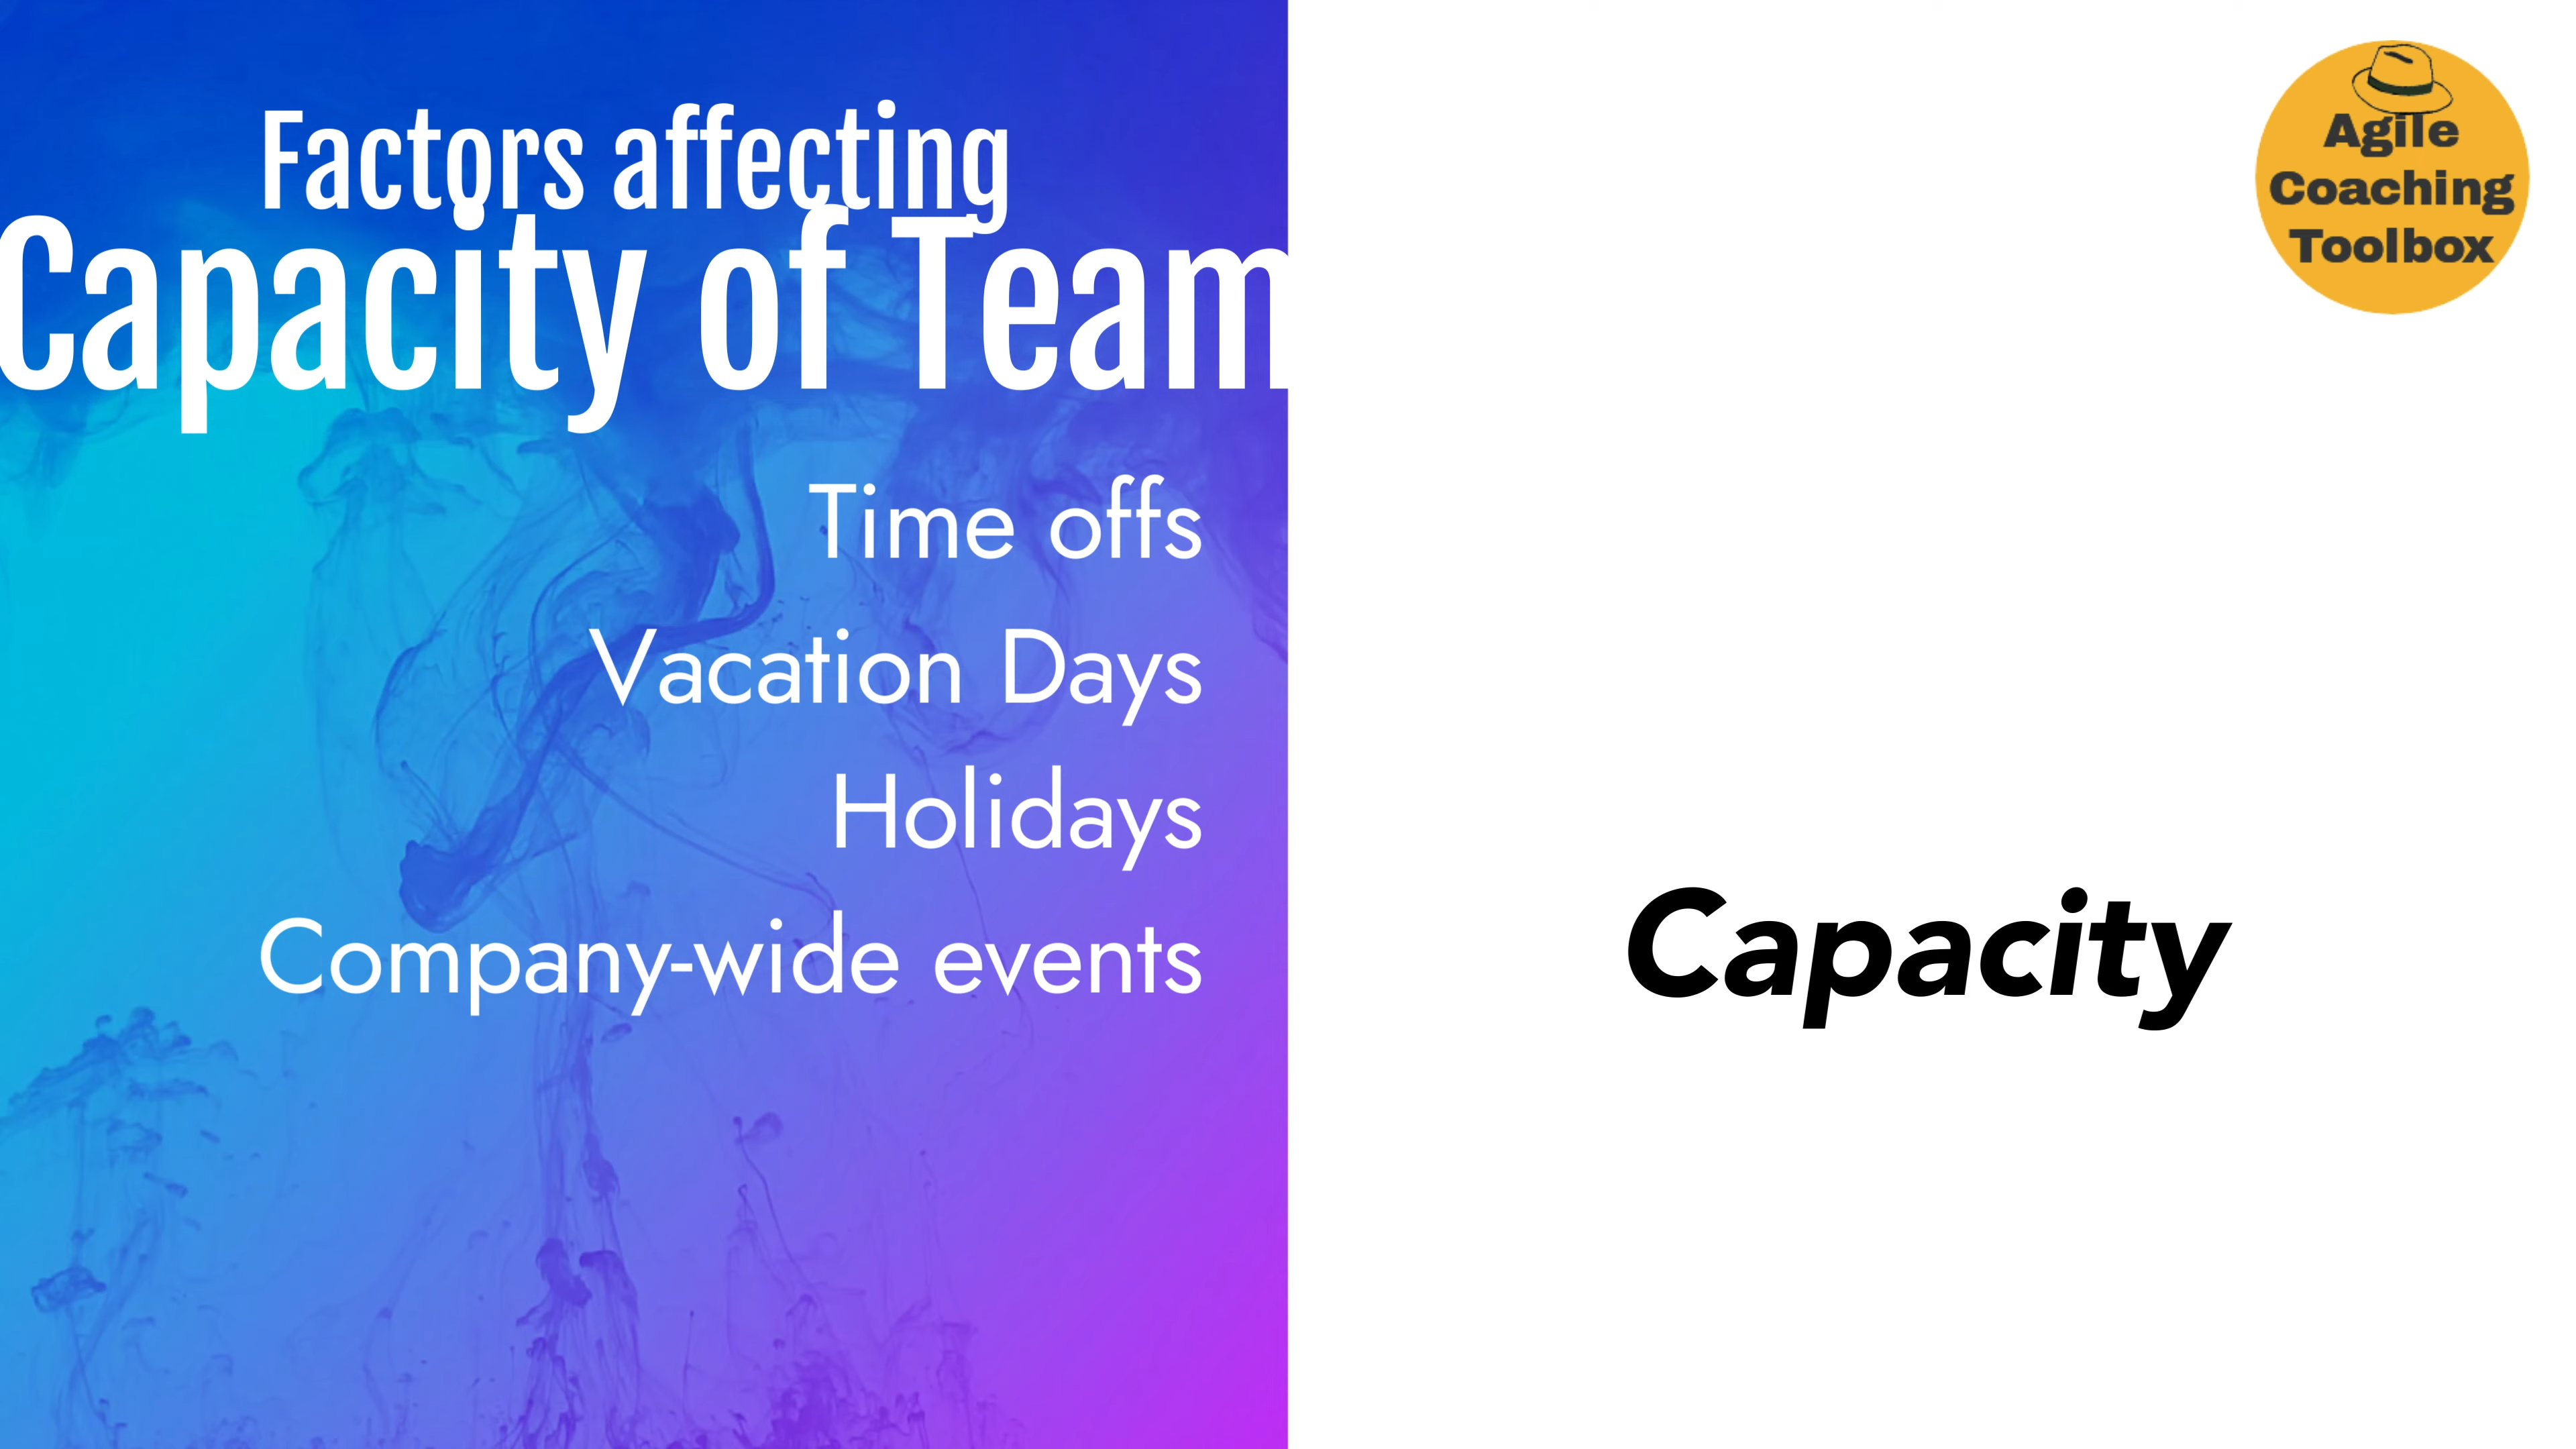 Factors affecting
Capacity of Team
Time offs
Vacation Days
Holidays
Company-wide events
Agile
Coaching
Toolbox
Capacity